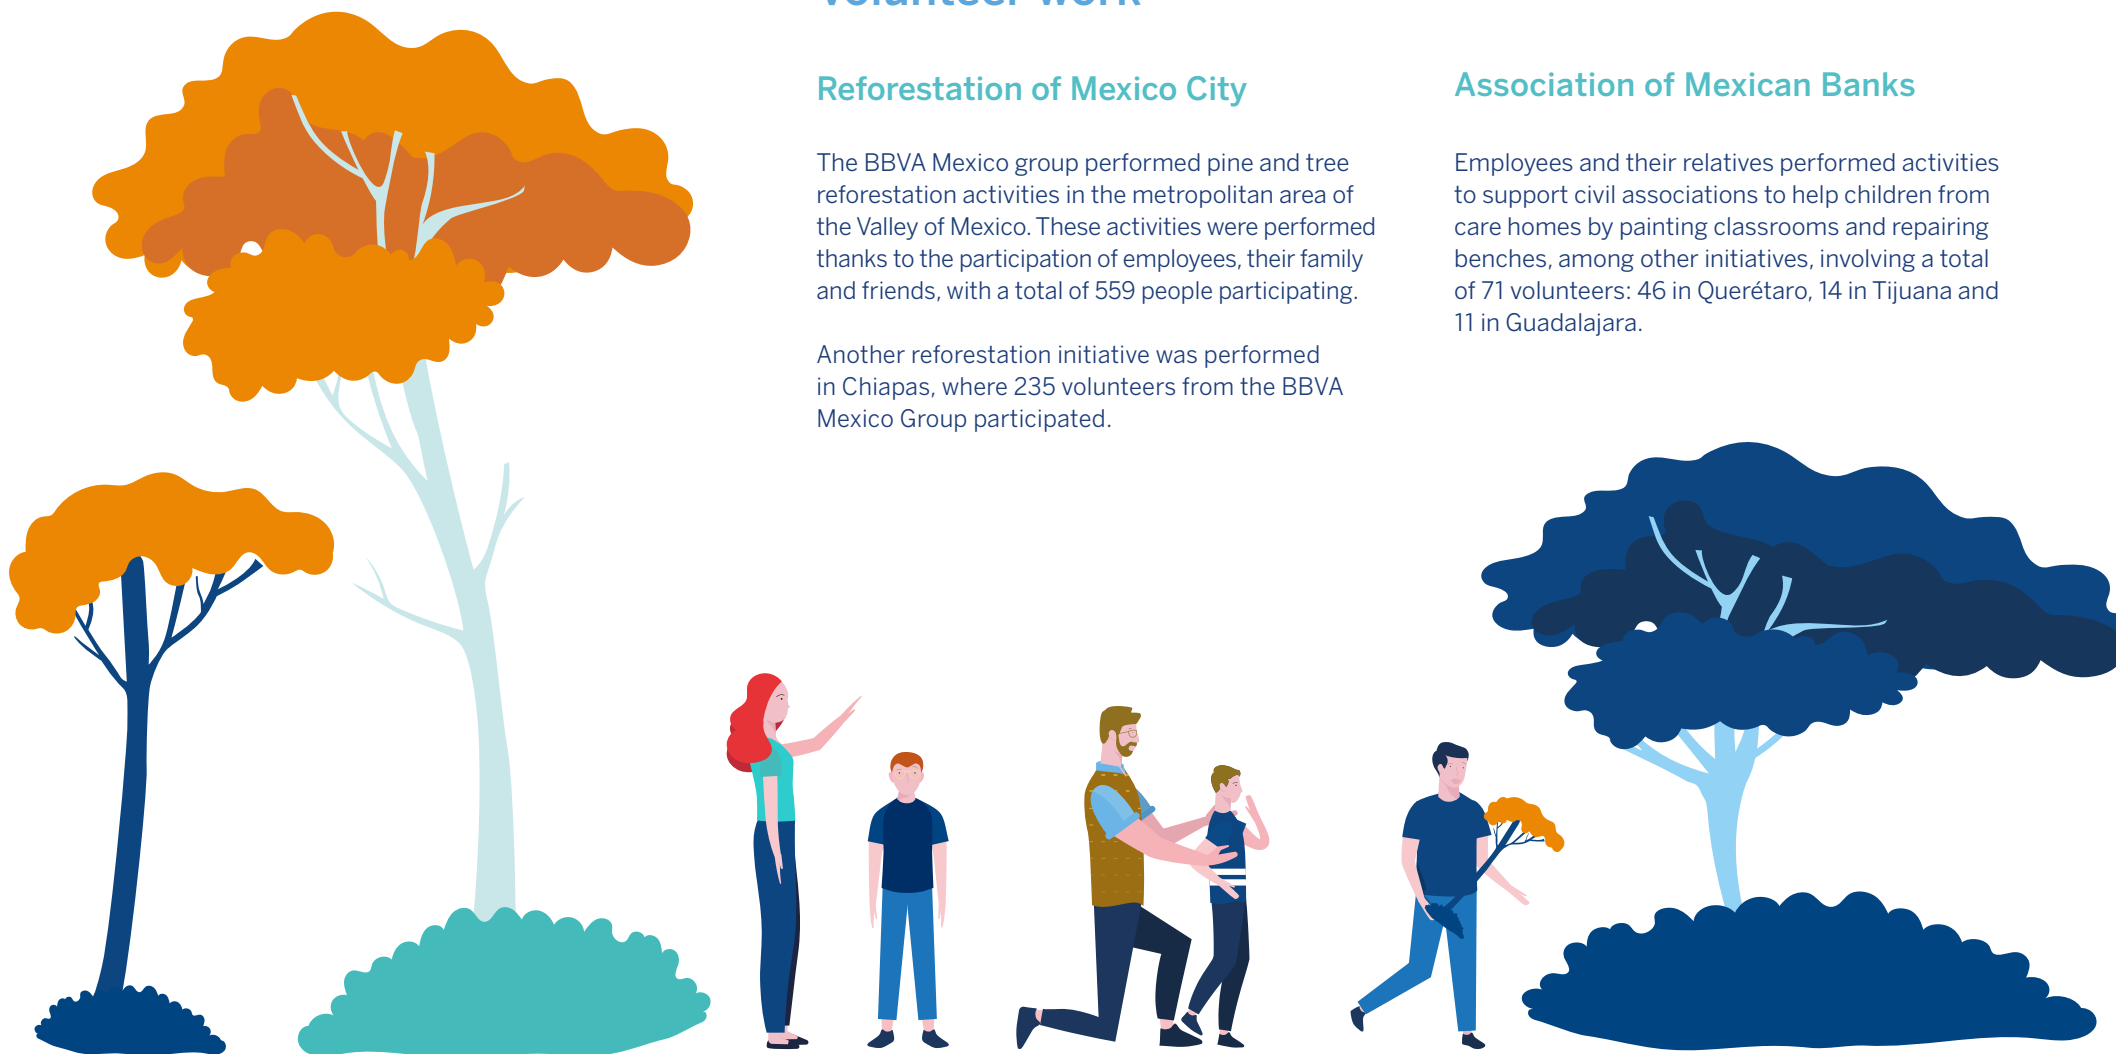 Volunteer work
Reforestation of Mexico City
The BBVA Mexico group performed pine and tree
reforestation activities in the metropolitan area of
the Valley of Mexico. These activities were performed
thanks to the participation of employees, their family
and friends, with a total of 559 people participating.
Another reforestation initiative was performed
in Chiapas, where 235 volunteers from the BBVA
Mexico Group participated.
Association of Mexican Banks
Employees and their relatives performed activities
to support civil associations to help children from
care homes by painting classrooms and repairing
benches, among other initiatives, involving a total
of 71 volunteers: 46 in Querétaro, 14 in Tijuana and
11 in Guadalajara.